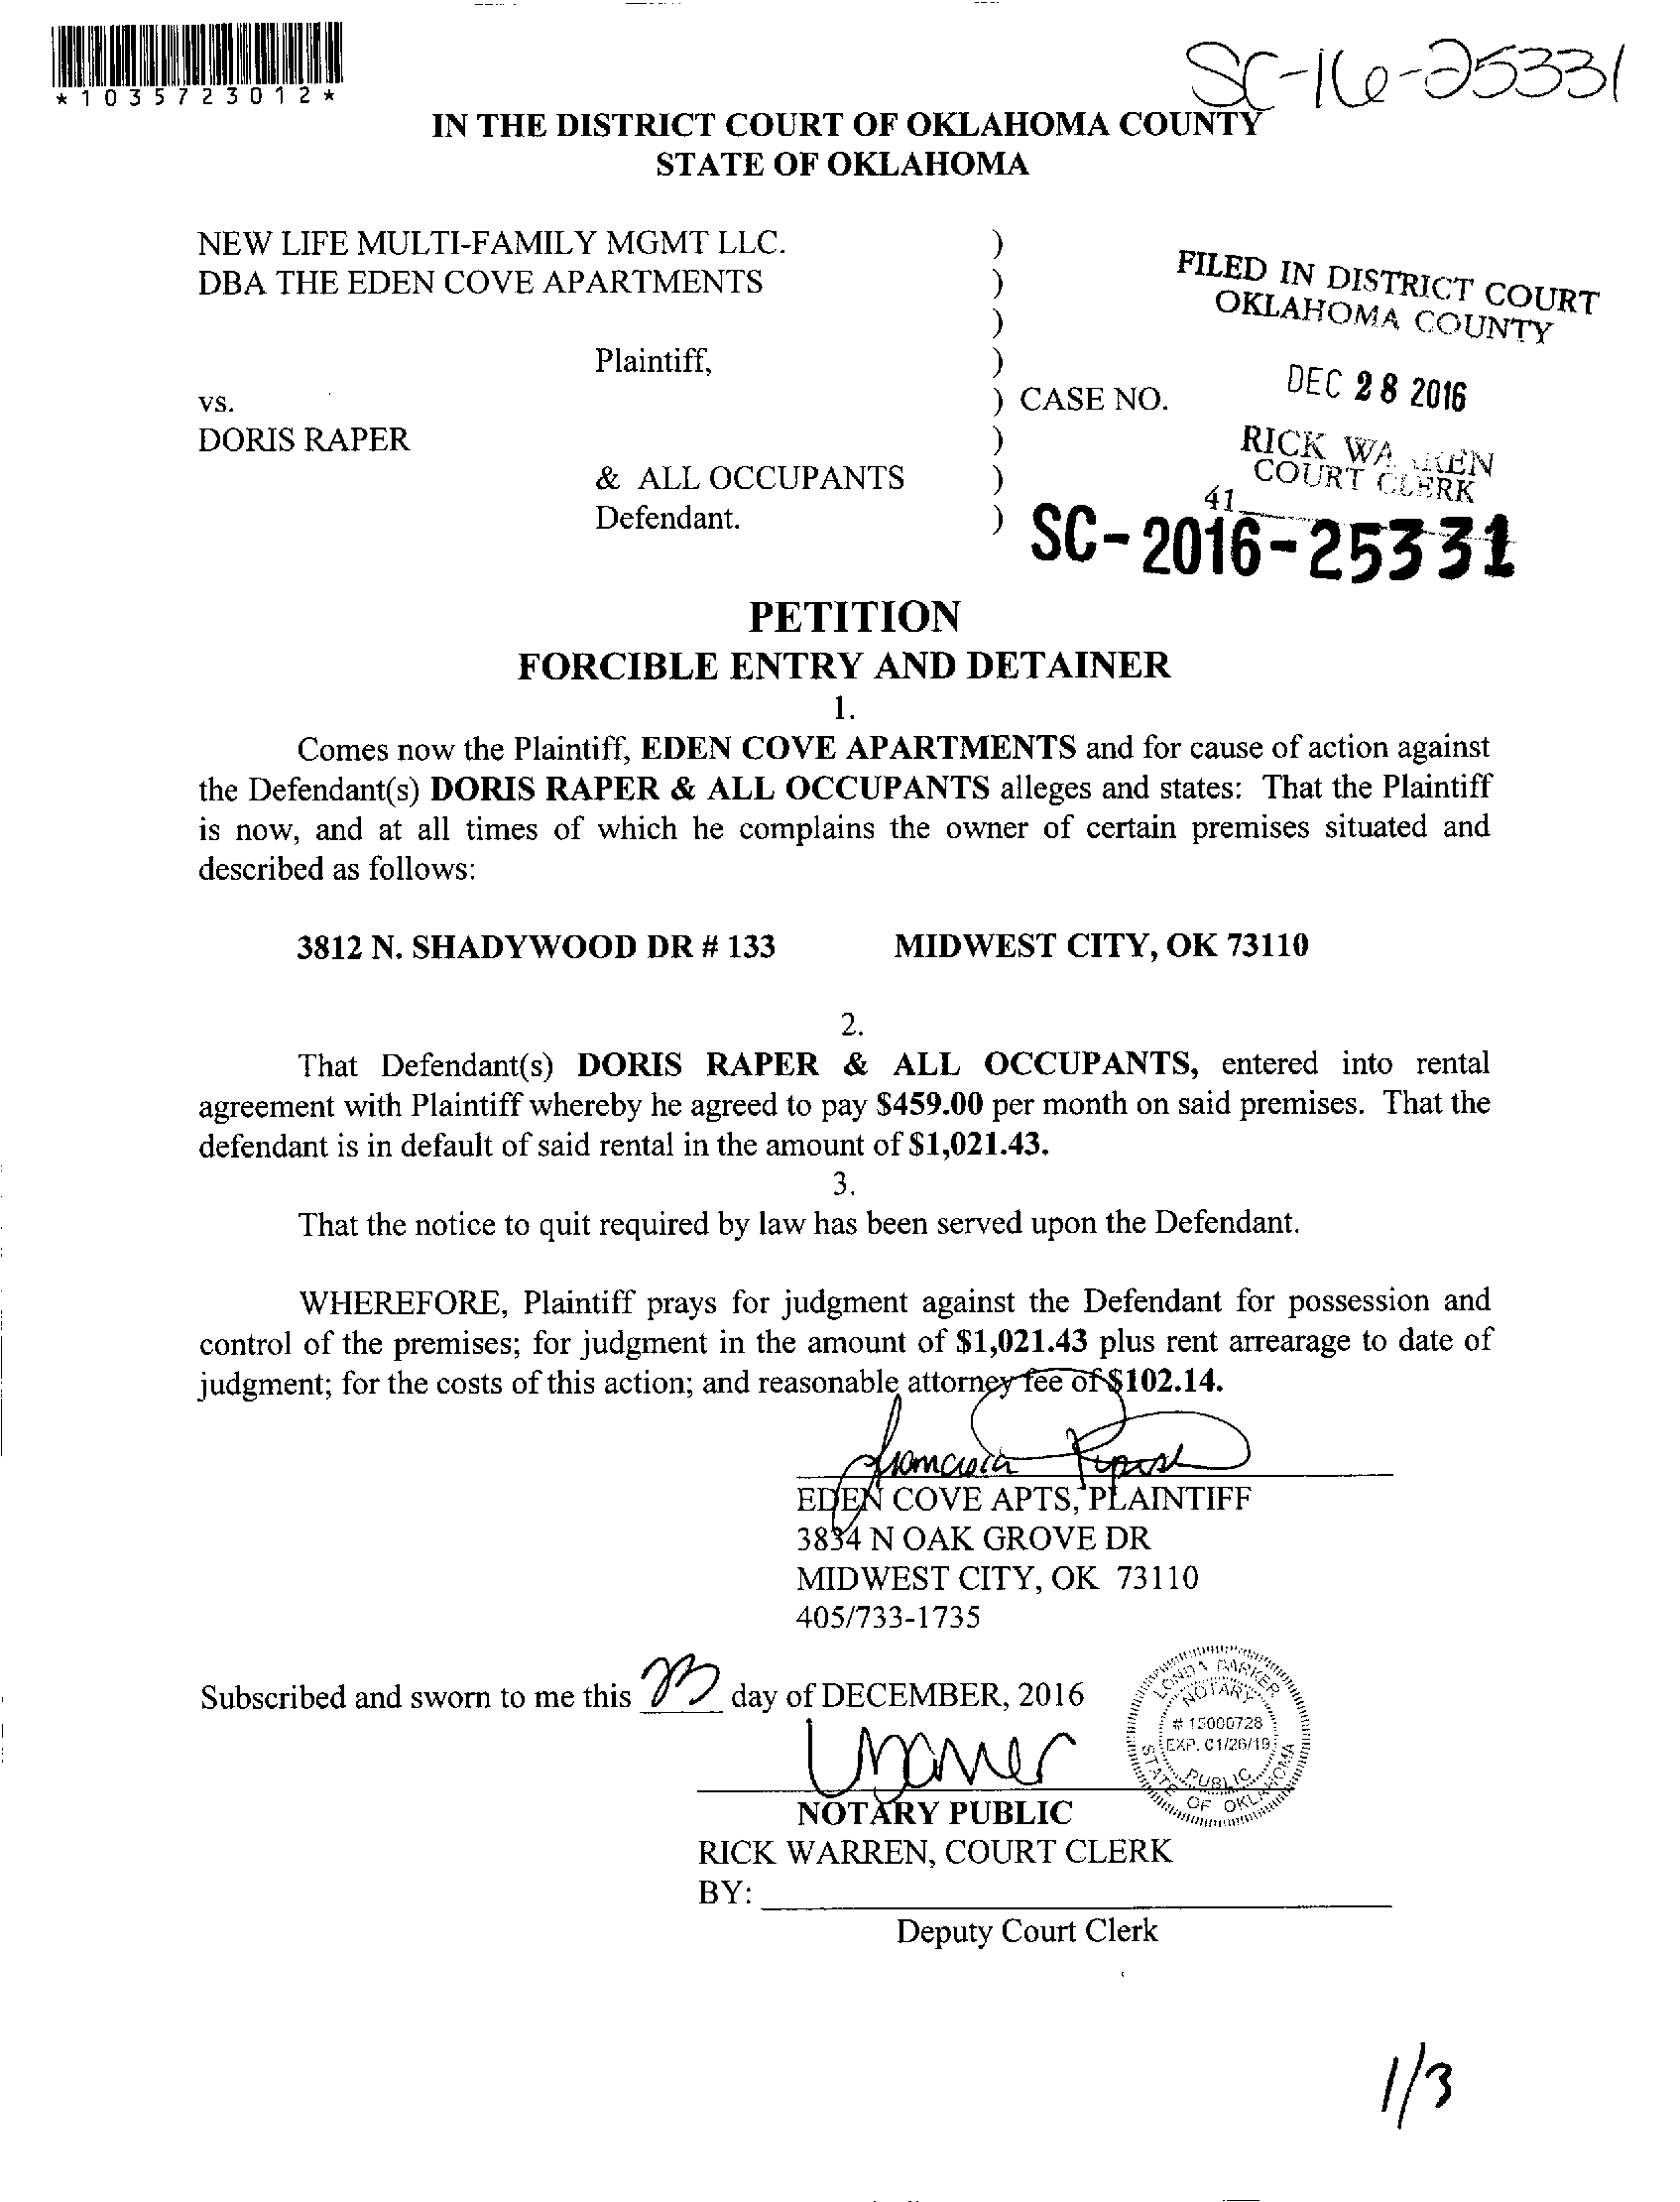 SC-16-25331
*1035723012*
IN THE DISTRICT COURT OF OKLAHOMA COUNTY
STATE OF OKLAHOMA
NEW LIFE MULTI-FAMILY MGMT LLC. )
DBA THE EDEN COVE APARTMENTS )
)
Plaintiff, )
vs. ) CASE NO.
DORIS RAPER )
& ALL OCCUPANTS )
Defendant. )
FILED IN DISTRICT COURT
OKLAHOMA COUNTY
DEC 28 2016
RICK
COURT CLERK
41
SC-2016-25331
PETITION
FORCIBLE ENTRY AND DETAINER
1.
Comes now the Plaintiff, EDEN COVE APARTMENTS and for cause of action against
the Defendant(s) DORIS RAPER & ALL OCCUPANTS alleges and states: That the Plaintiff
is now, and at all times of which he complains the owner of certain premises situated and
described as follows:
3812 N. SHADYWOOD DR # 133 MIDWEST CITY, OK 73110
2.
That Defendant(s) DORIS RAPER & ALL OCCUPANTS, entered into rental
agreement with Plaintiff whereby he agreed to pay $459.00 per month on said premises. That the
defendant is in default of said rental in the amount of $1,021.43.
3.
That the notice to quit required by law has been served upon the Defendant.
WHEREFORE, Plaintiff prays for judgment against the Defendant for possession and
control of the premises; for judgment in the amount of $1,021.43 plus rent arrearage to date of
judgment; for the costs of this action; and reasonable attorney fee of $102.14.
EDEN COVE APTS, PLAINTIFF
3834 N OAK GROVE DR
MIDWEST CITY, OK 73110
405/733-1735
Subscribed and sworn to me this 23 day of DECEMBER, 2016
LONDA PARKER
NOTARY
# 15000728
EXP. 01/26/19
PUBLIC
STATE OF OKLAHOMA
NOTARY PUBLIC
RICK WARREN, COURT CLERK
BY:
Deputy Court Clerk
1/3